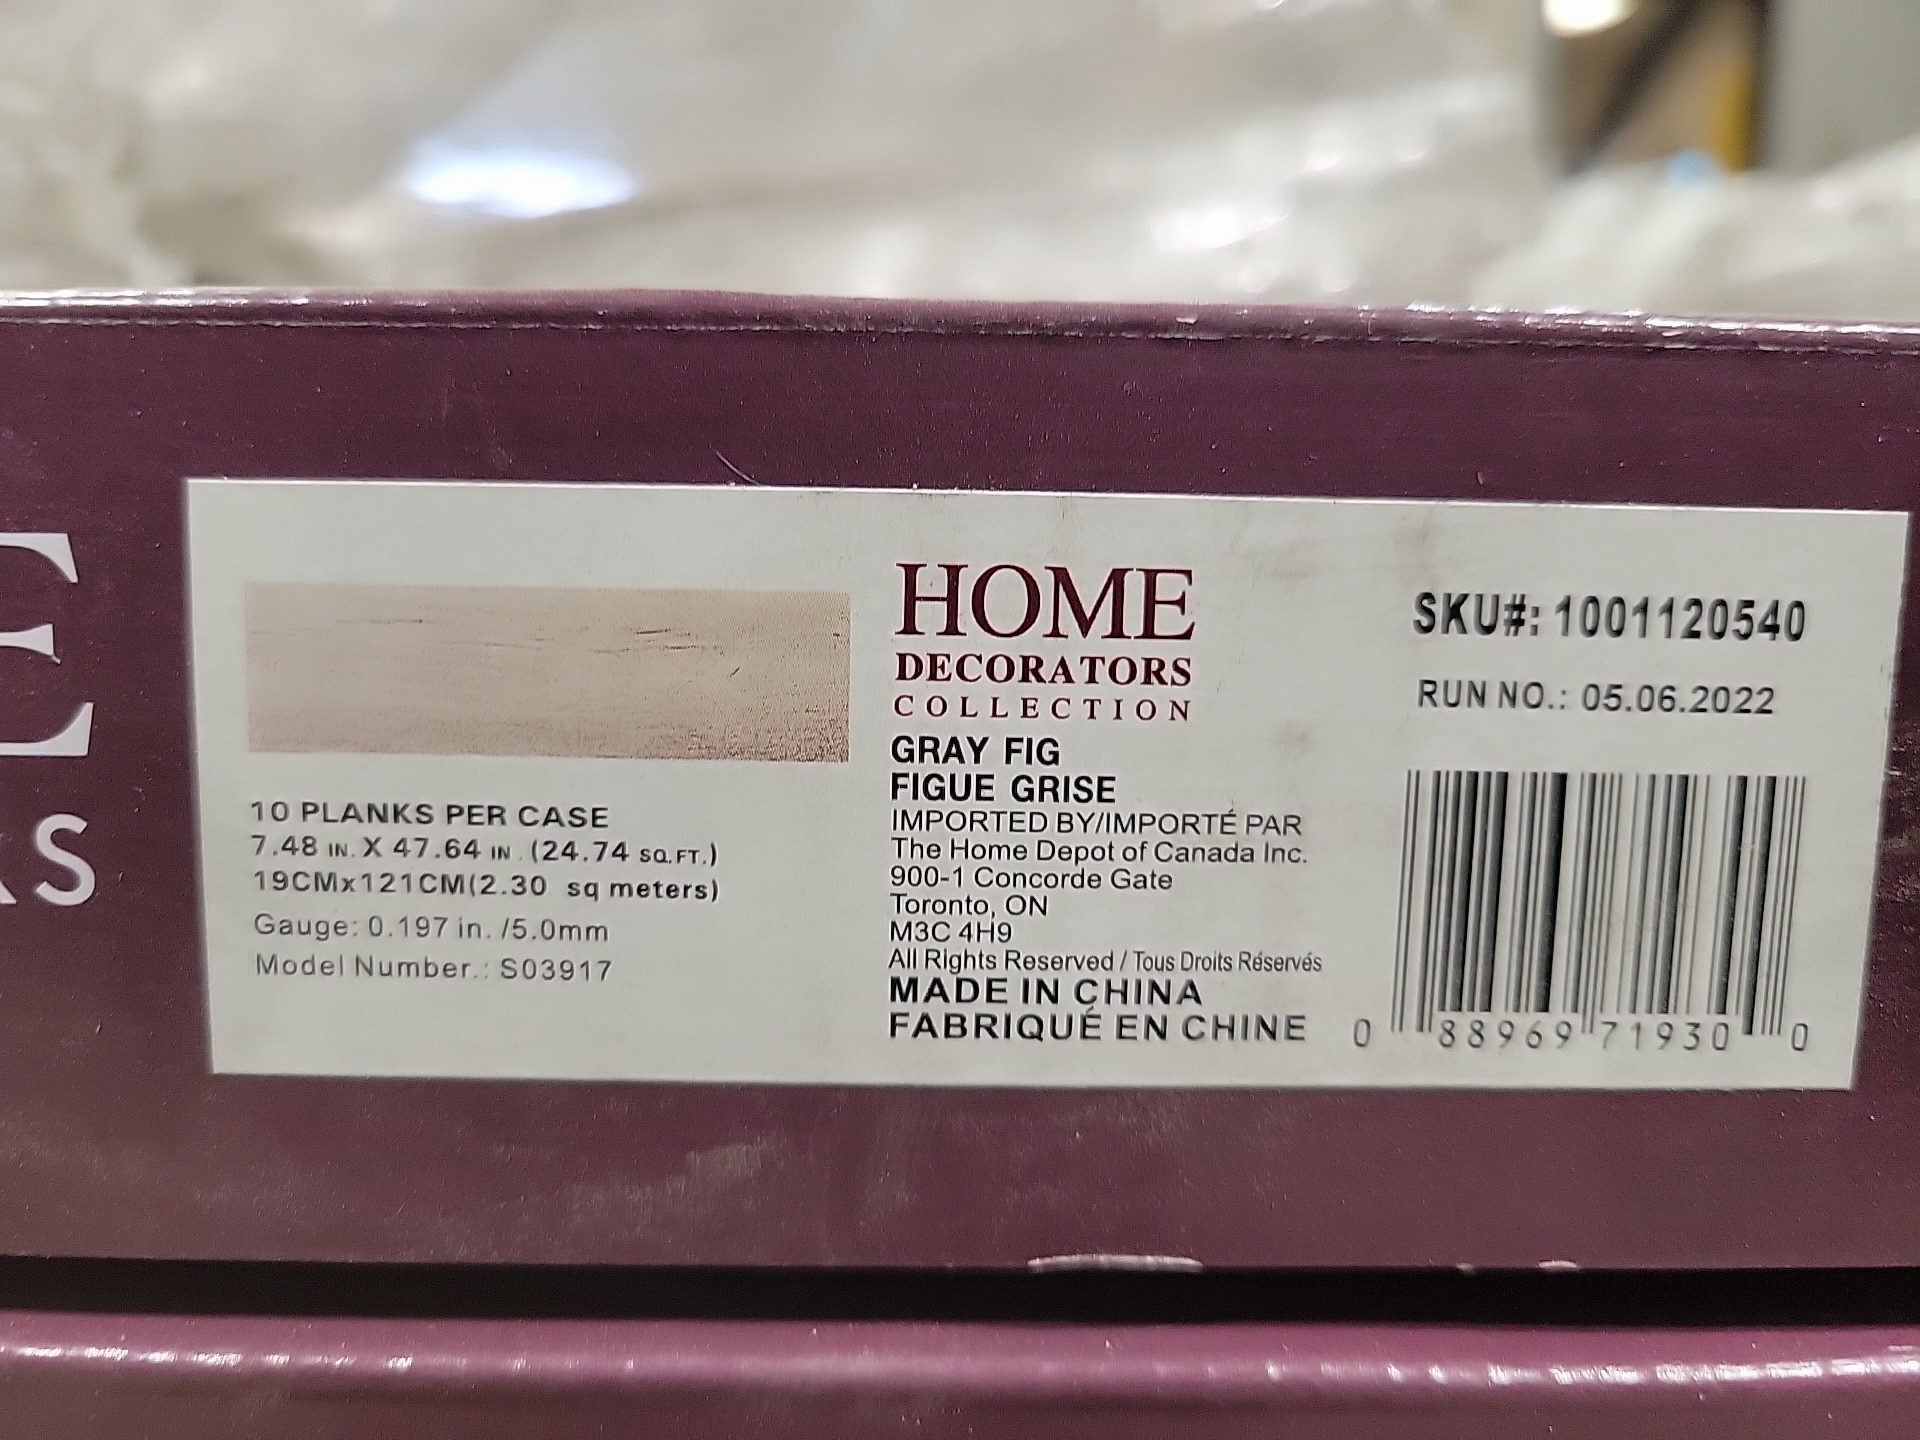 E
KS
10 PLANKS PER CASE
7.48 IN. X 47.64 IN. (24.74 SQ.FT.)
19CMx121CM(2.30 sq meters)
Gauge: 0.197 in. /5.0mm
Model Number.: S03917
HOME
DECORATORS
COLLECTION
GRAY FIG
FIGUE GRISE
IMPORTED BY/IMPORTÉ PAR
The Home Depot of Canada Inc.
900-1 Concorde Gate
Toronto, ON
M3C 4H9
All Rights Reserved / Tous Droits Réservés
MADE IN CHINA
FABRIQUÉ EN CHINE
SKU#: 1001120540
RUN NO.: 05.06.2022
0 88969 71930 0